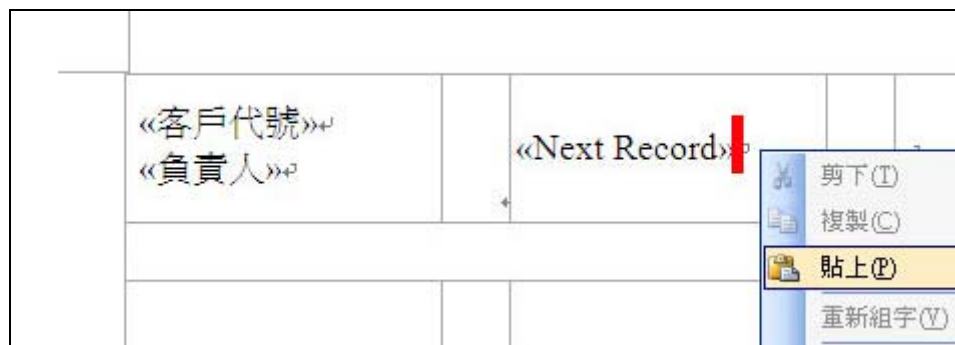 «客戶代號»
«負責人»
«Next Record»
剪下(T)
複製(C)
貼上(P)
重新組字(V)